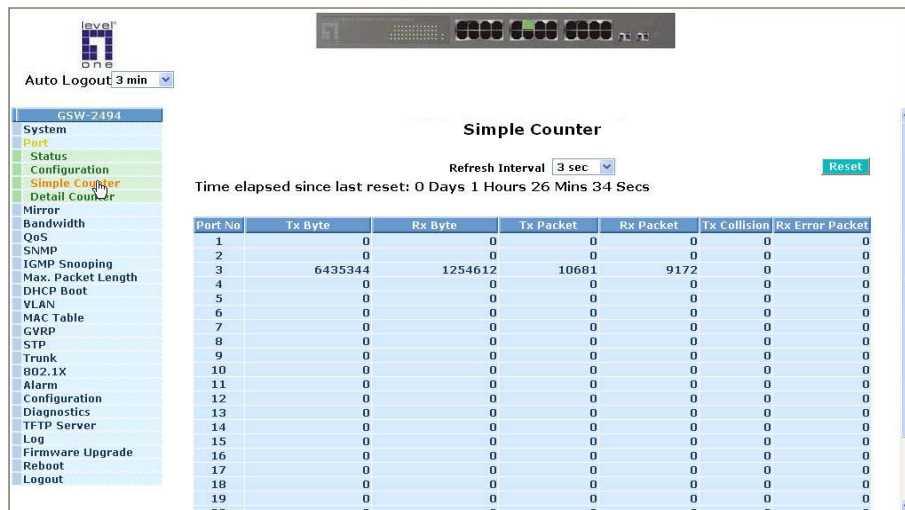 level
one
Auto Logout 3 min
GSW-2494
System
Port
Status
Configuration
Simple Counter
Detail Counter
Mirror
Bandwidth
QoS
SNMP
IGMP Snooping
Max. Packet Length
DHCP Boot
VLAN
MAC Table
GVRP
STP
Trunk
802.1X
Alarm
Configuration
Diagnostics
TFTP Server
Log
Firmware Upgrade
Reboot
Logout
Simple Counter
Refresh Interval 3 sec Reset
Time elapsed since last reset: 0 Days 1 Hours 26 Mins 34 Secs
Port No Tx Byte Rx Byte Tx Packet Rx Packet Tx Collision Rx Error Packet
1 0 0 0 0 0 0
2 0 0 0 0 0 0
3 6435344 1254612 10681 9172 0 0
4 0 0 0 0 0 0
5 0 0 0 0 0 0
6 0 0 0 0 0 0
7 0 0 0 0 0 0
8 0 0 0 0 0 0
9 0 0 0 0 0 0
10 0 0 0 0 0 0
11 0 0 0 0 0 0
12 0 0 0 0 0 0
13 0 0 0 0 0 0
14 0 0 0 0 0 0
15 0 0 0 0 0 0
16 0 0 0 0 0 0
17 0 0 0 0 0 0
18 0 0 0 0 0 0
19 0 0 0 0 0 0